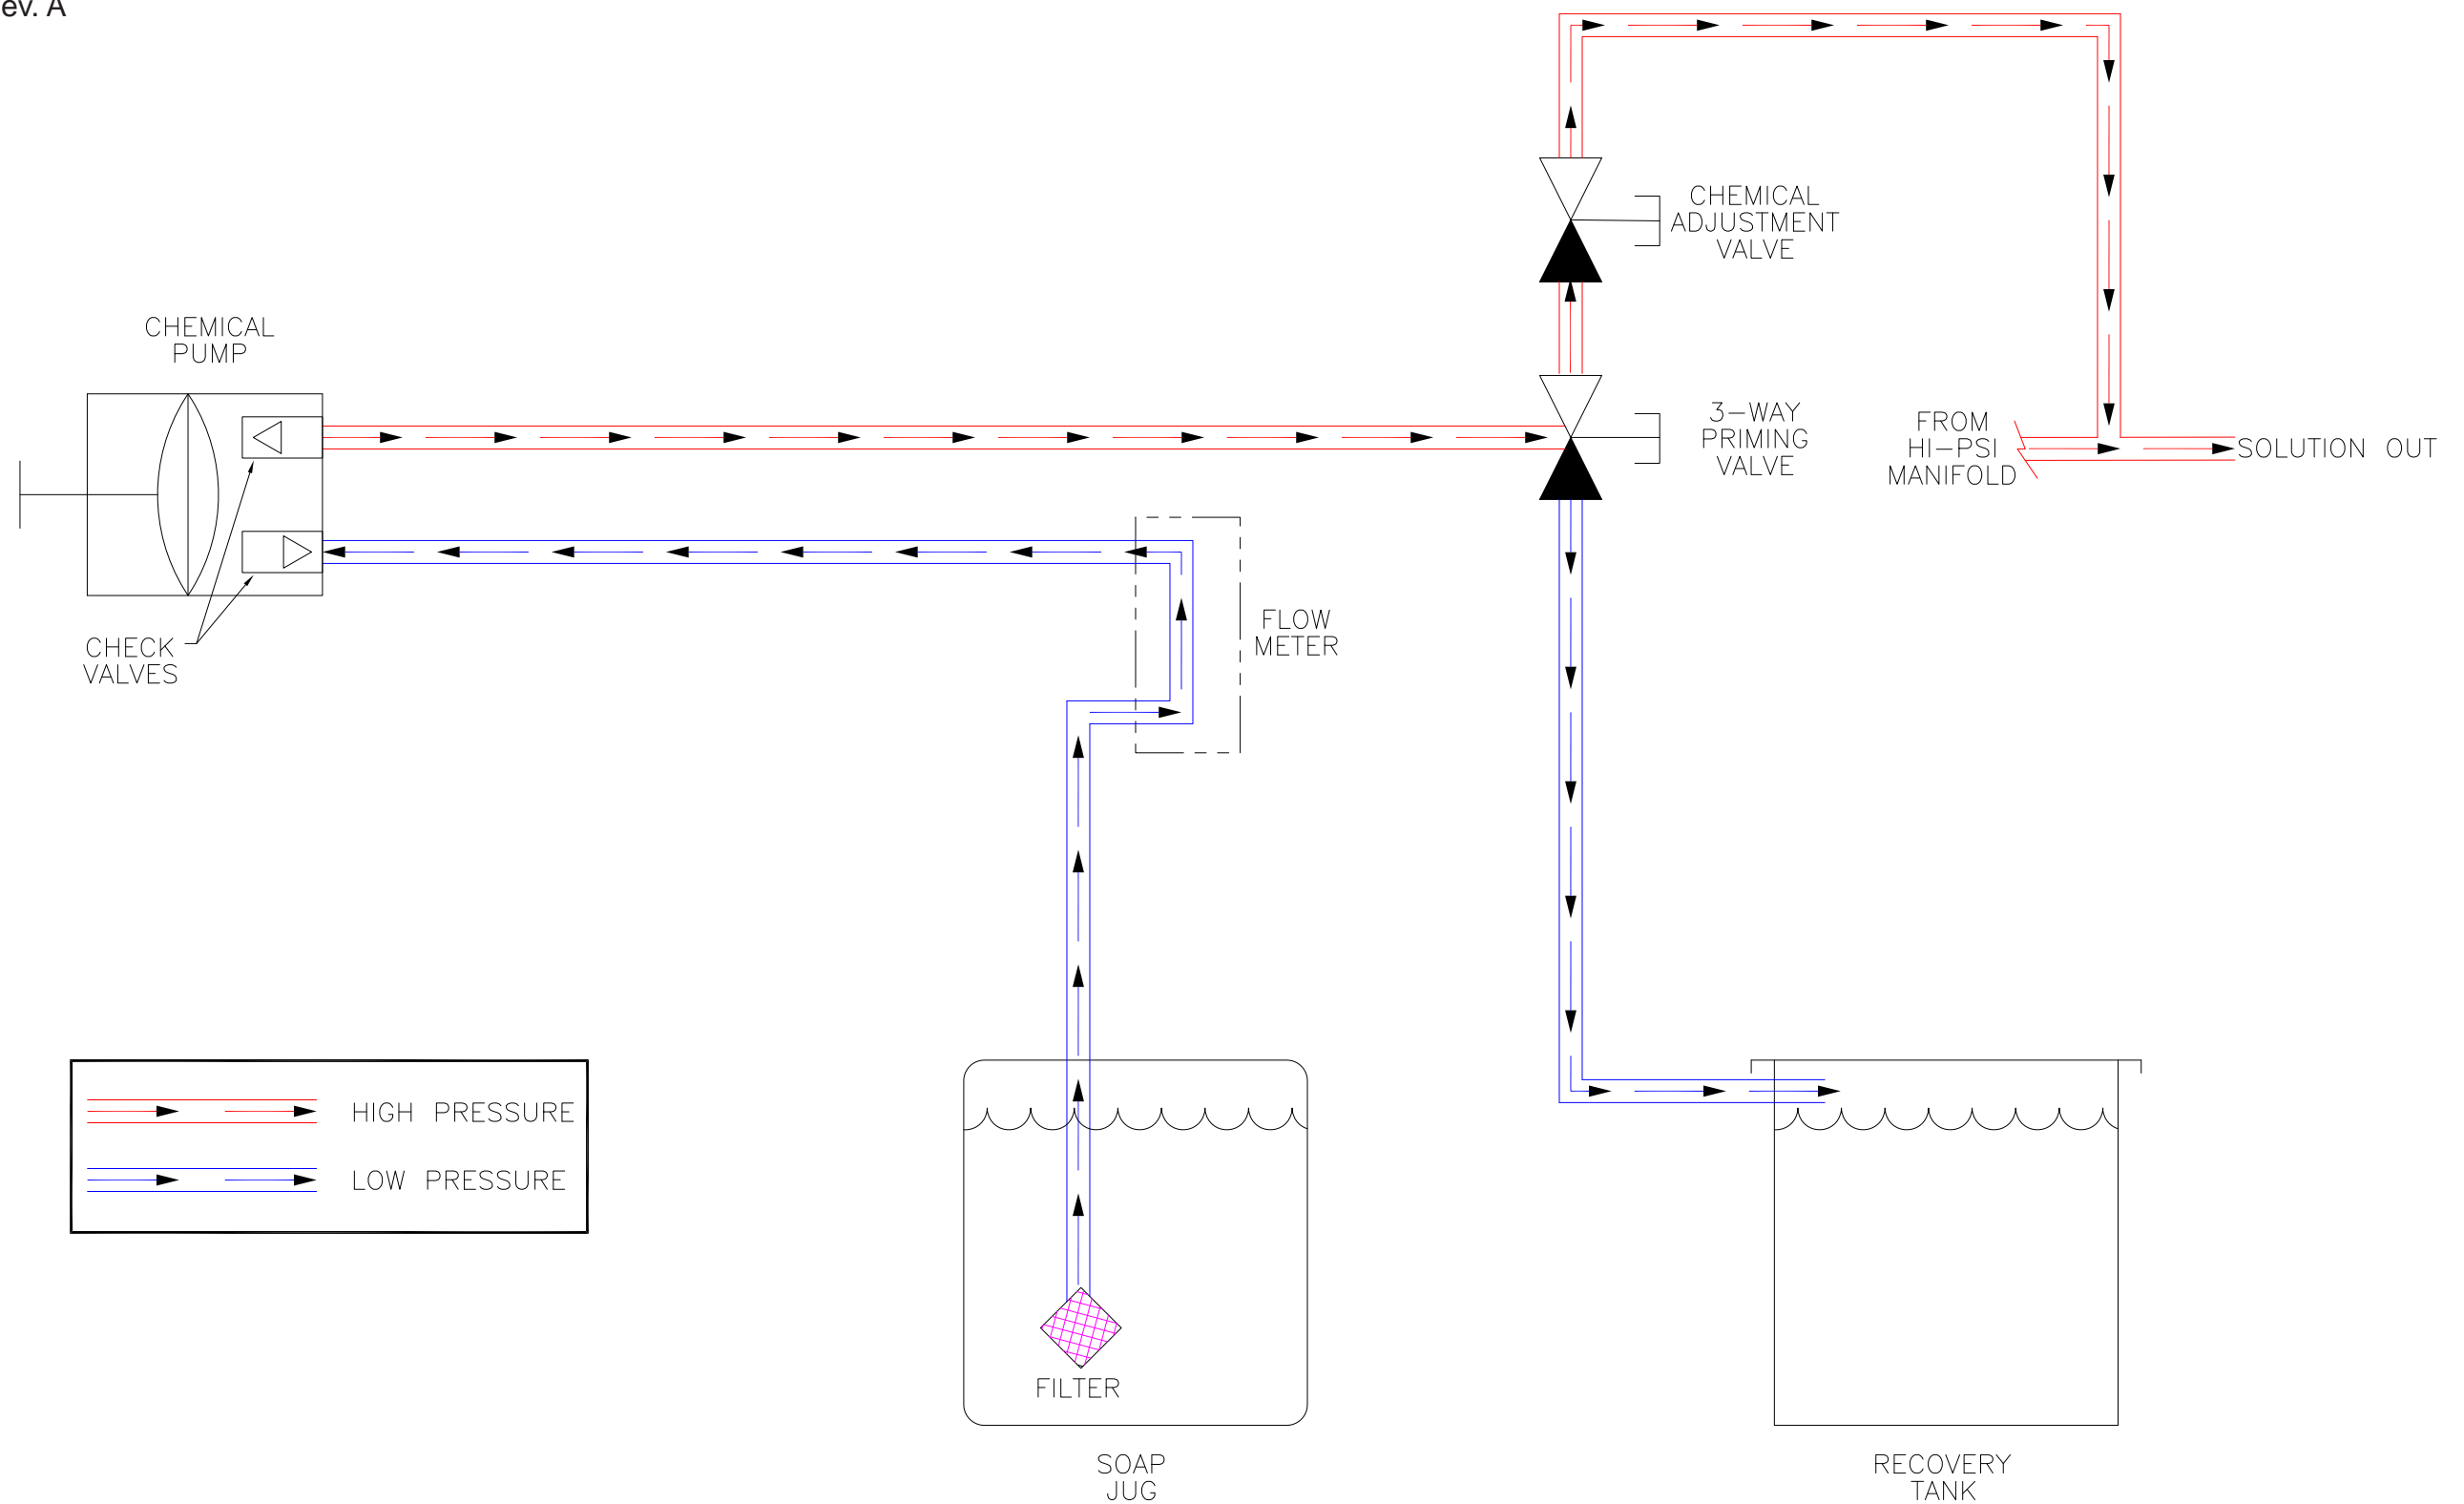 ev. A
CHEMICAL
ADJUSTMENT
VALVE
CHEMICAL
PUMP
3-WAY
PRIMING
VALVE
FROM
HI-PSI
MANIFOLD
SOLUTION OUT
FLOW
METER
CHECK
VALVES
HIGH PRESSURE
LOW PRESSURE
FILTER
SOAP
JUG
RECOVERY
TANK